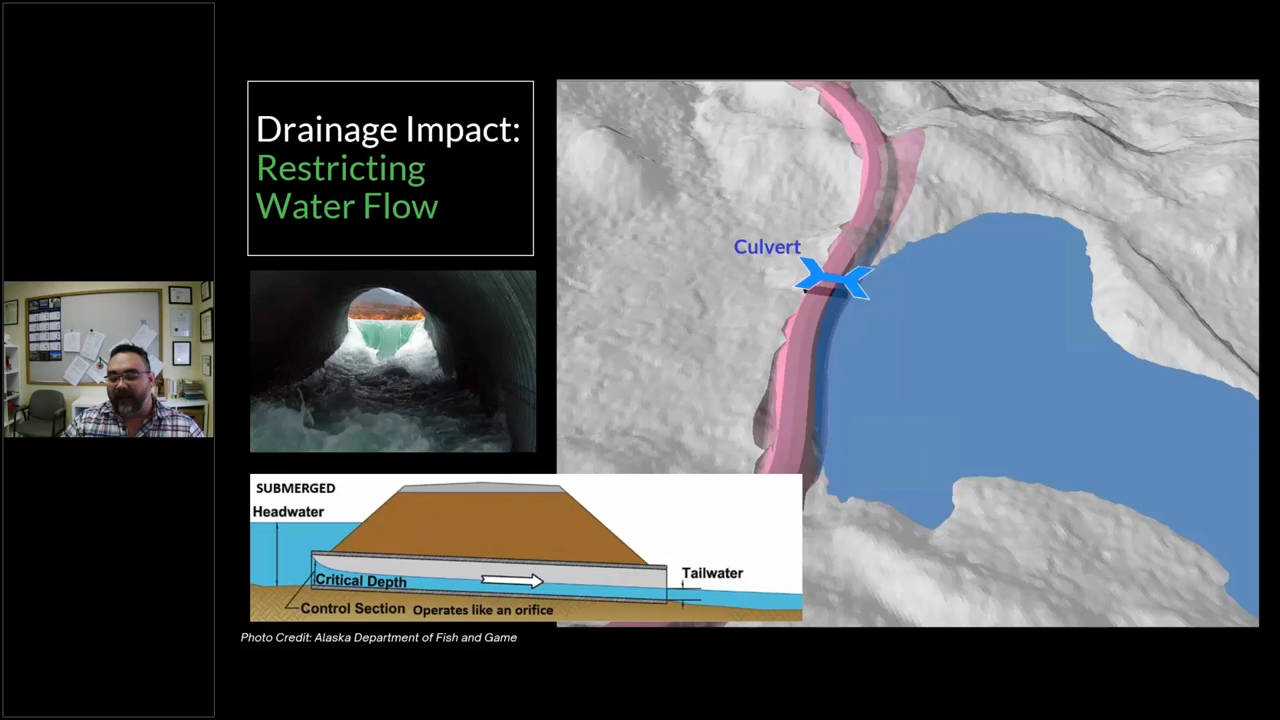 Drainage Impact:
Restricting
Water Flow
Culvert
SUBMERGED
Headwater
Critical Depth
Tailwater
Control Section
Operates like an orifice
Photo Credit: Alaska Department of Fish and Game